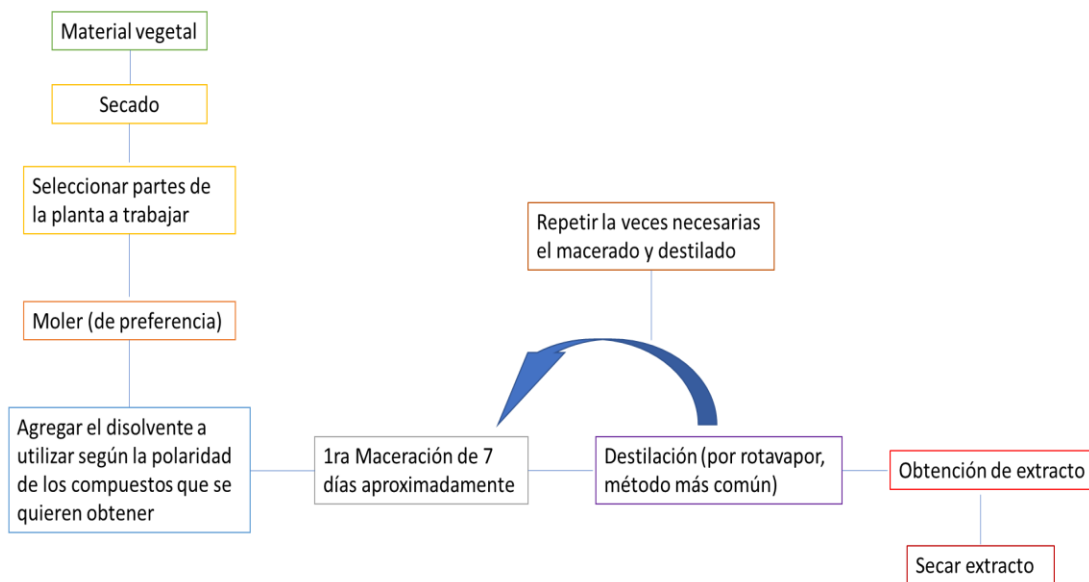 Material vegetal
Secado
Seleccionar partes de
la planta a trabajar
Moler (de preferencia)
Agregar el disolvente a
utilizar según la polaridad
de los compuestos que se
quieren obtener
1ra Maceración de 7
días aproximadamente
Repetir la veces necesarias
el macerado y destilado
Destilación (por rotavapor,
método más común)
Obtención de extracto
Secar extracto